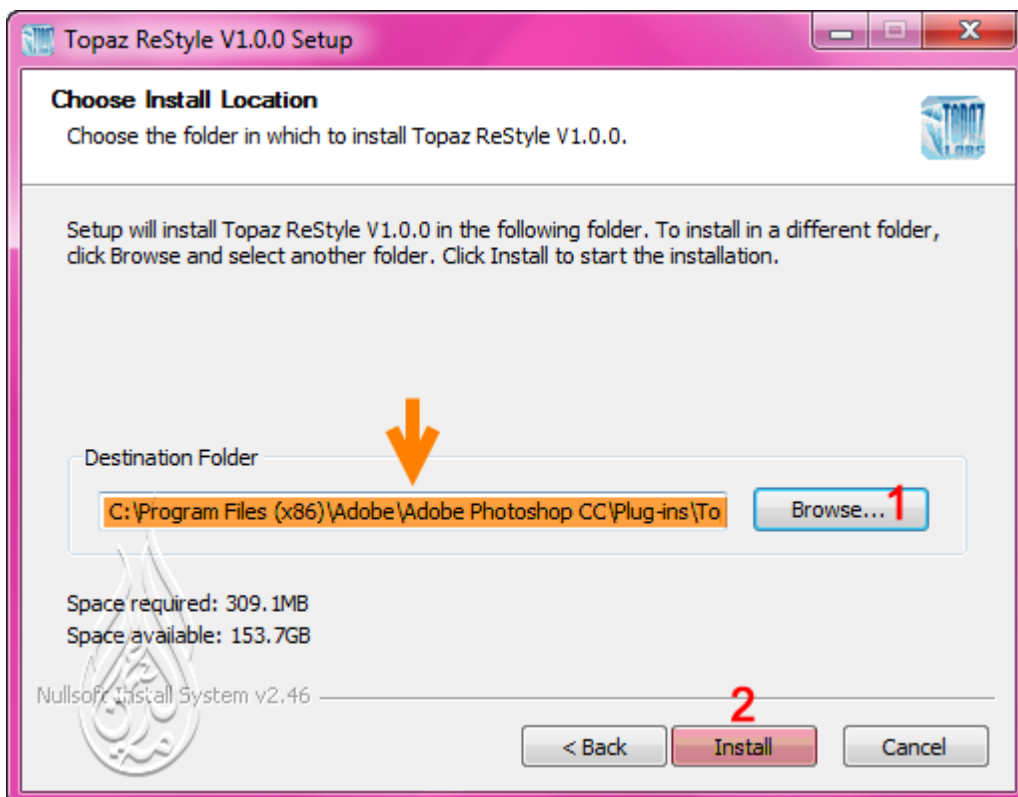 Topaz ReStyle V1.0.0 Setup
Choose Install Location
Choose the folder in which to install Topaz ReStyle V1.0.0.
TOPAZ
LABS
Setup will install Topaz ReStyle V1.0.0 in the following folder. To install in a different folder,
click Browse and select another folder. Click Install to start the installation.
Destination Folder
C:\Program Files (x86)\Adobe\Adobe Photoshop CC\Plug-ins\To
Browse... 1
Space required: 309.1MB
Space available: 153.7GB
Nullsoft Install System v2.46
2
< Back Install Cancel